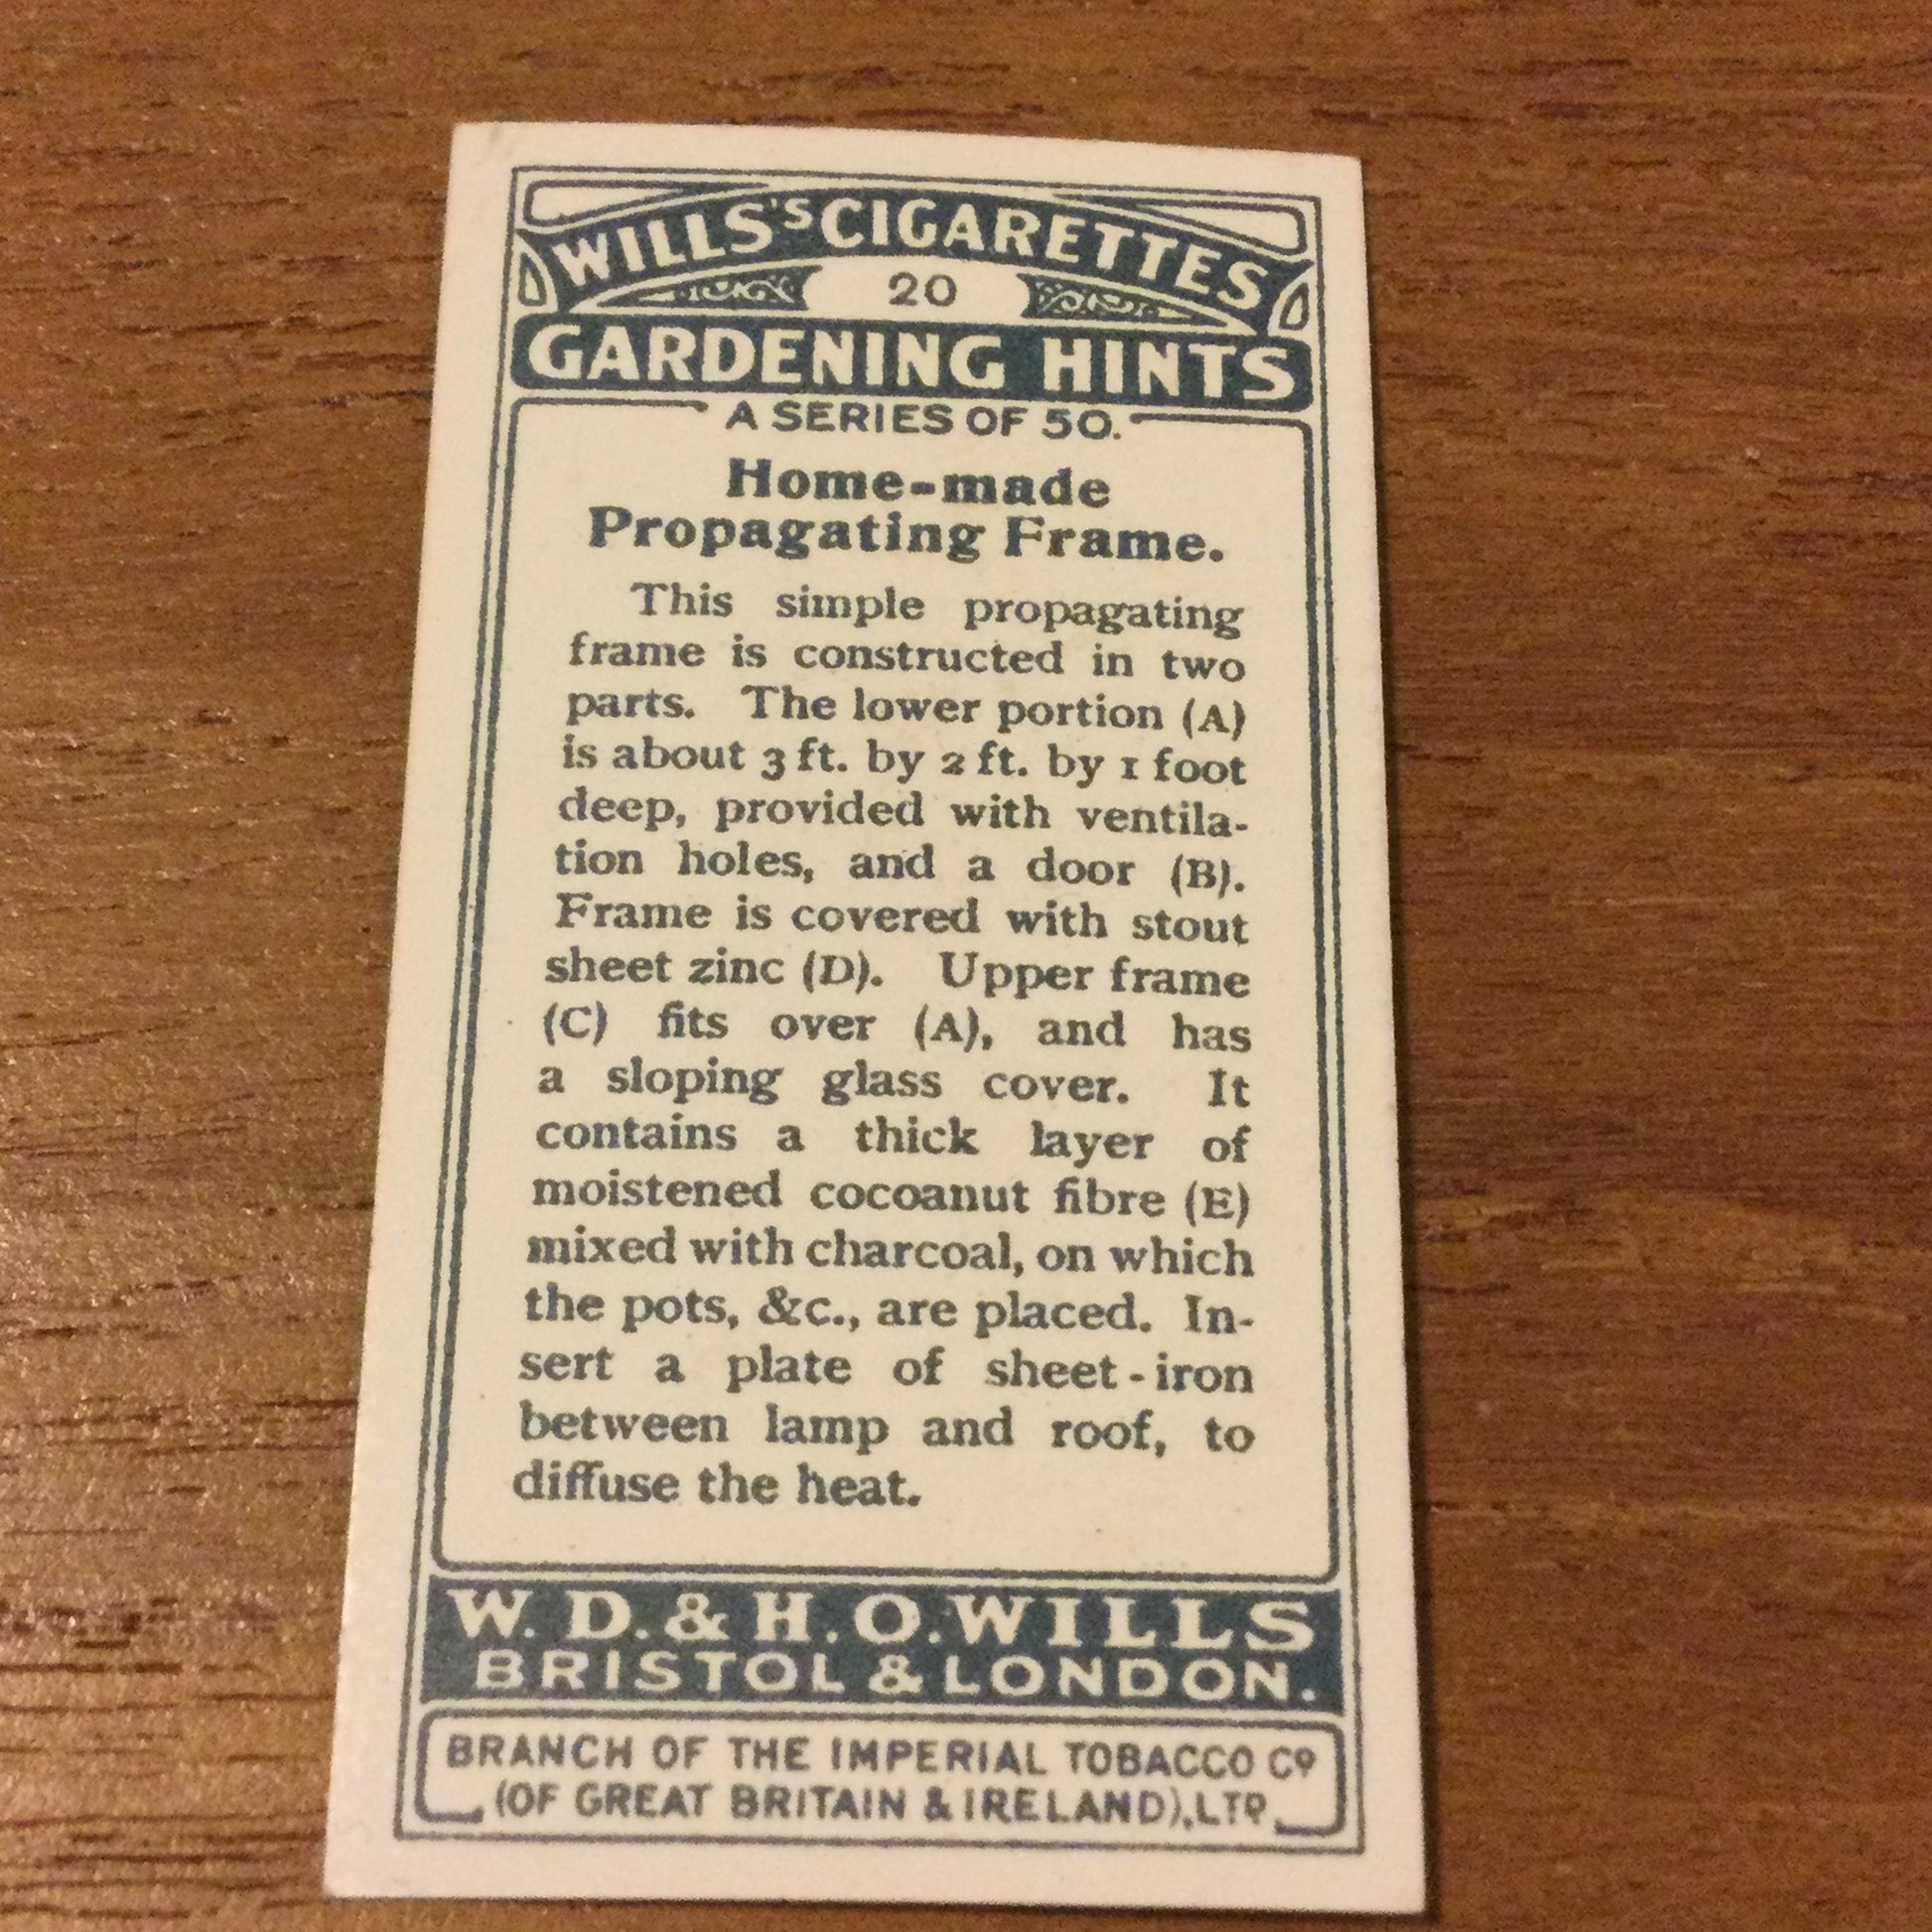 WILLS'S CIGARETTES
20
GARDENING HINTS
A SERIES OF 50.
Home-made
Propagating Frame.
This simple propagating
frame is constructed in two
parts. The lower portion (A)
is about 3 ft. by 2 ft. by 1 foot
deep, provided with ventila-
tion holes, and a door (B).
Frame is covered with stout
sheet zinc (D). Upper frame
(C) fits over (A), and has
a sloping glass cover. It
contains a thick layer of
moistened cocoanut fibre (E)
mixed with charcoal, on which
the pots, &c., are placed. In-
sert a plate of sheet-iron
between lamp and roof, to
diffuse the heat.
W. D. & H. O. WILLS
BRISTOL & LONDON.
BRANCH OF THE IMPERIAL TOBACCO Cº
(OF GREAT BRITAIN & IRELAND), LTD.